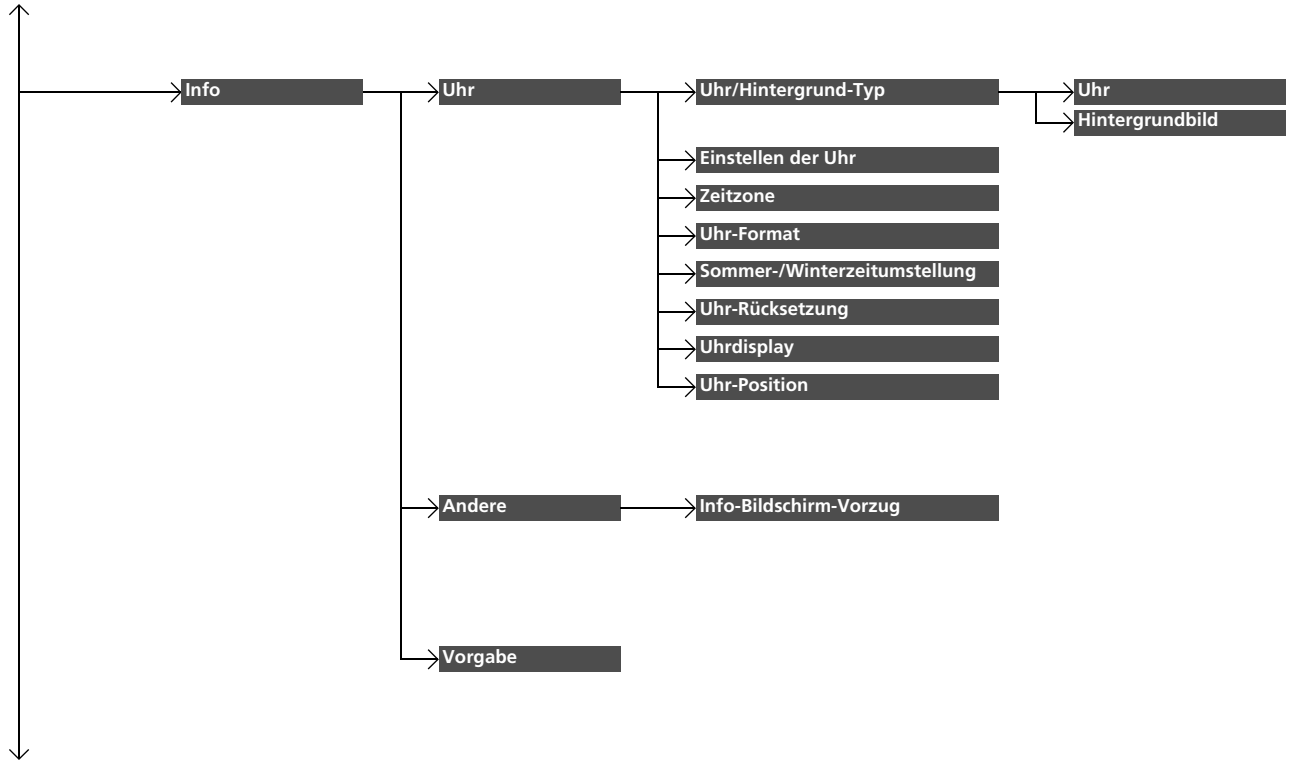 Info
Uhr
Uhr/Hintergrund-Typ
Uhr
Hintergrundbild
Einstellen der Uhr
Zeitzone
Uhr-Format
Sommer-/Winterzeitumstellung
Uhr-Rücksetzung
Uhrdisplay
Uhr-Position
Andere
Info-Bildschirm-Vorzug
Vorgabe